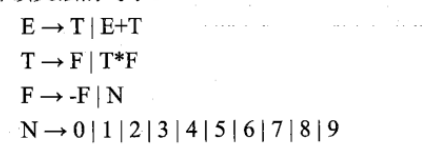 E → T | E+T
T → F | T*F
F → -F | N
N → 0 | 1 | 2 | 3 | 4 | 5 | 6 | 7 | 8 | 9